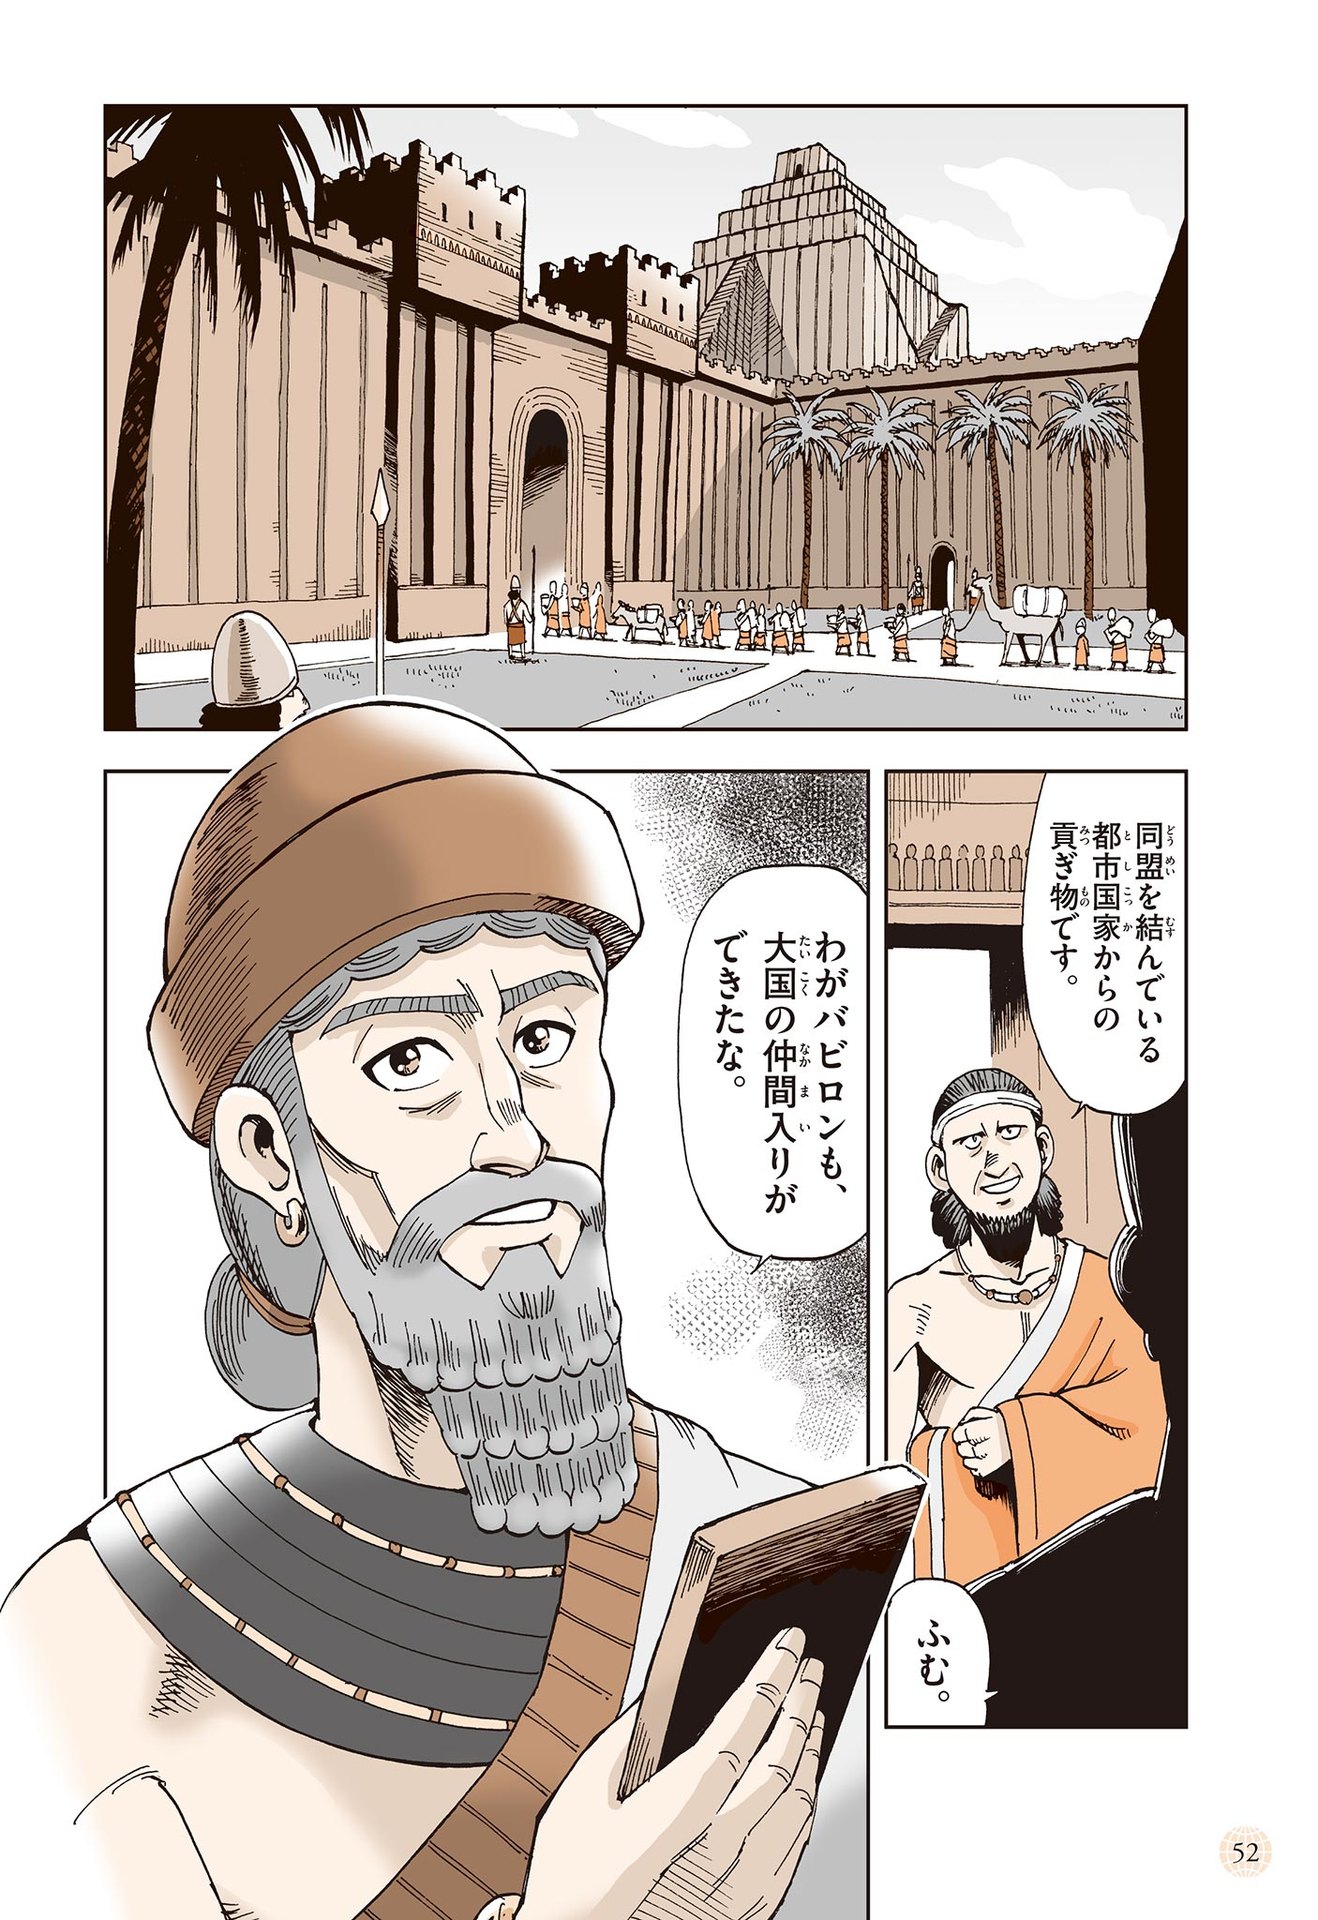 同盟を結んでいる
都市国家からの
貢ぎ物です。
ふむ。
わがバビロンも、
大国の仲間入りが
できたな。
52